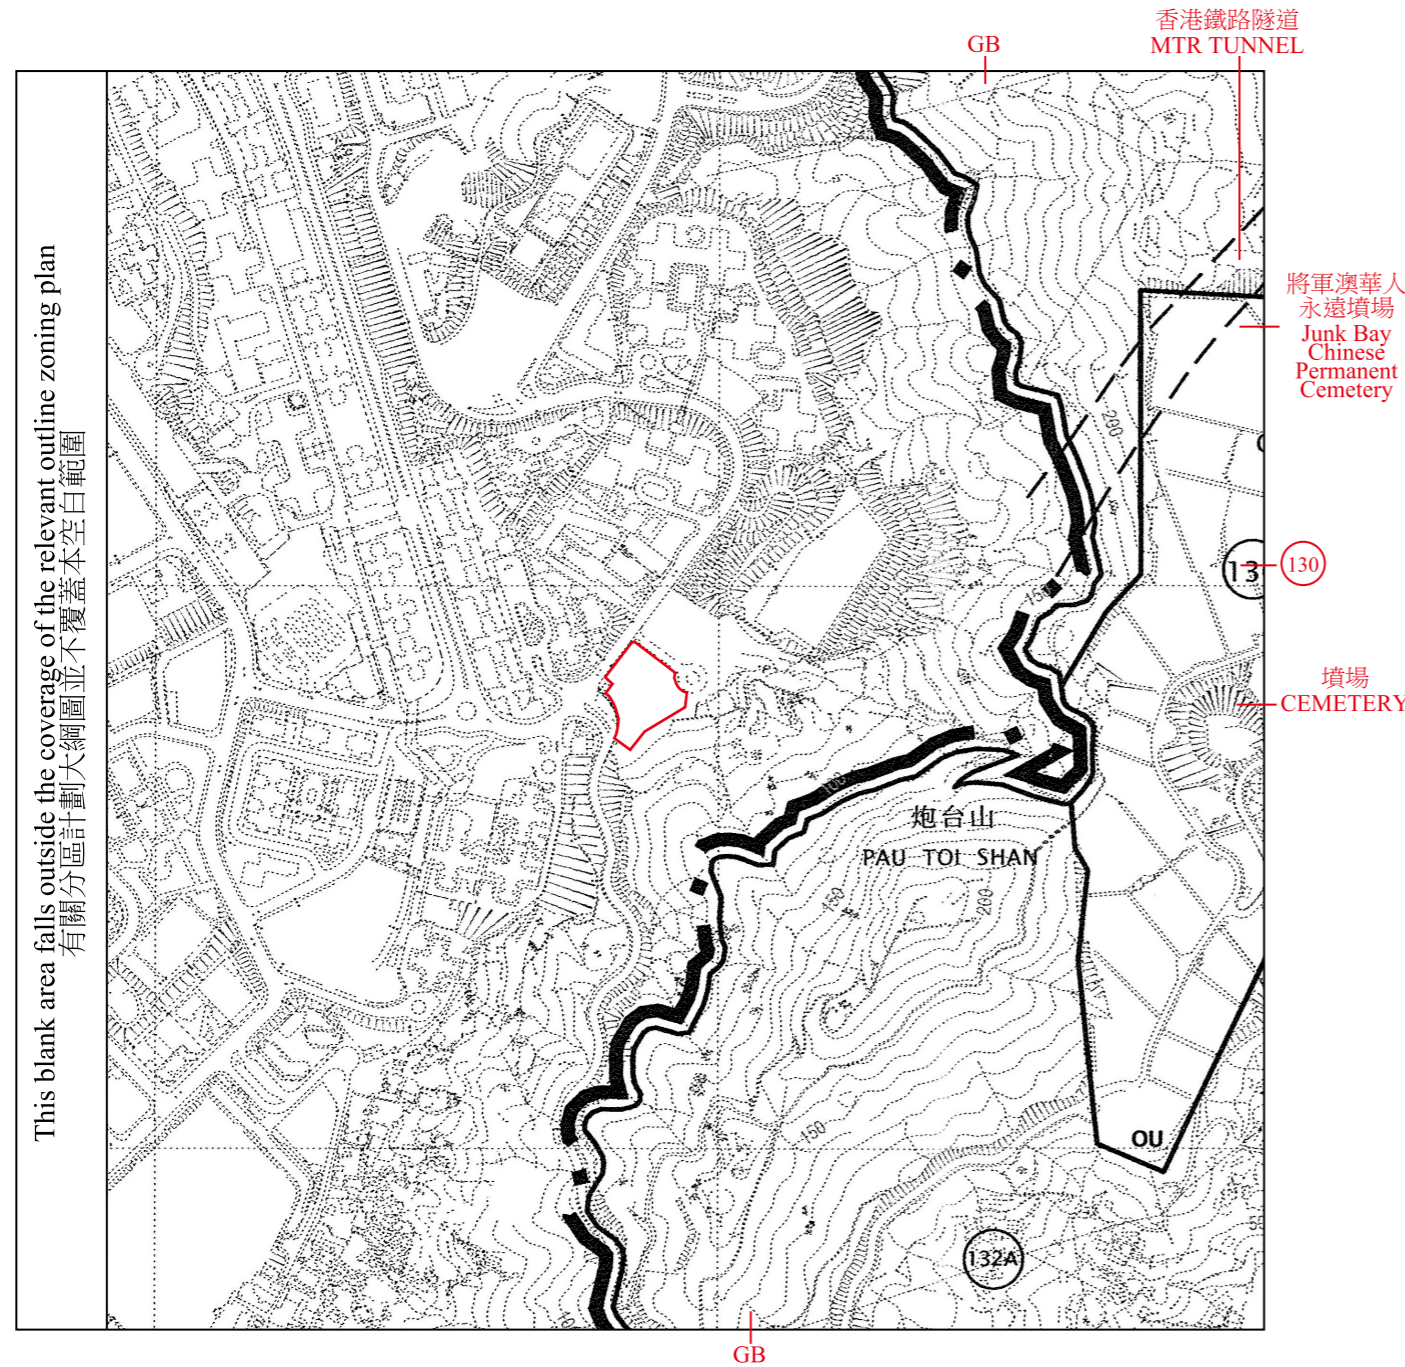 香港鐵路隧道
MTR TUNNEL
GB
將軍澳華人
永遠墳場
Junk Bay
Chinese
Permanent
Cemetery
200
13
130
150
墳場
CEMETERY
This blank area falls outside the coverage of the relevant outline zoning plan
有關分區計劃大綱圖並不覆蓋本空白範圍
100
炮台山
PAU TOI SHAN
150
200
150
OU
132A
GB